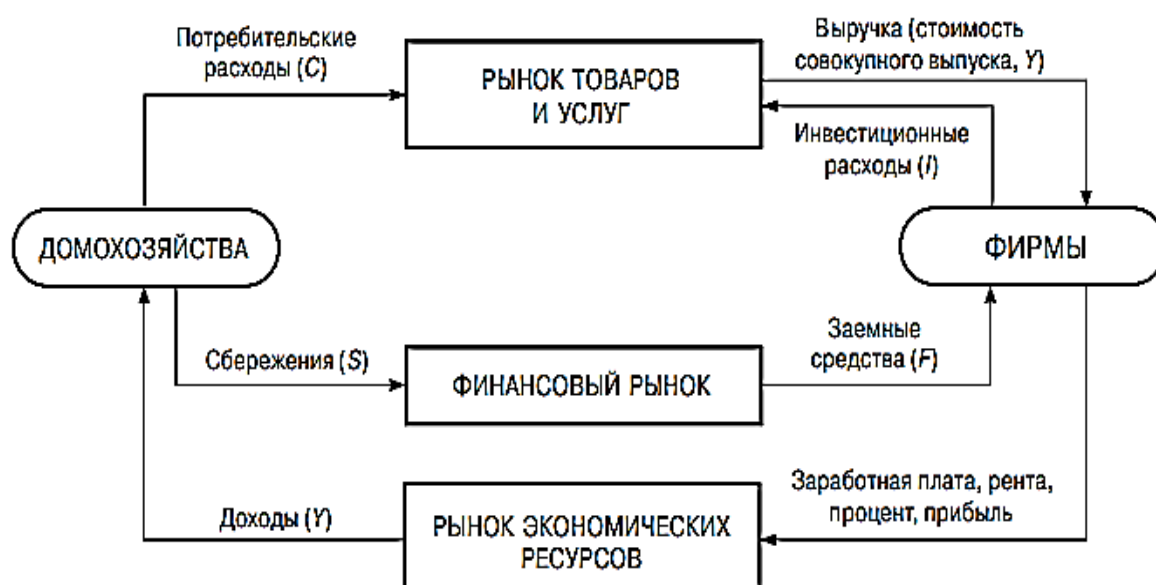 Потребительские
расходы (C)
РЫНОК ТОВАРОВ
И УСЛУГ
Выручка (стоимость
совокупного выпуска, Y)
Инвестиционные
расходы (I)
ДОМОХОЗЯЙСТВА
ФИРМЫ
Сбережения (S)
ФИНАНСОВЫЙ РЫНОК
Заемные
средства (F)
Доходы (Y)
РЫНОК ЭКОНОМИЧЕСКИХ
РЕСУРСОВ
Заработная плата, рента,
процент, прибыль